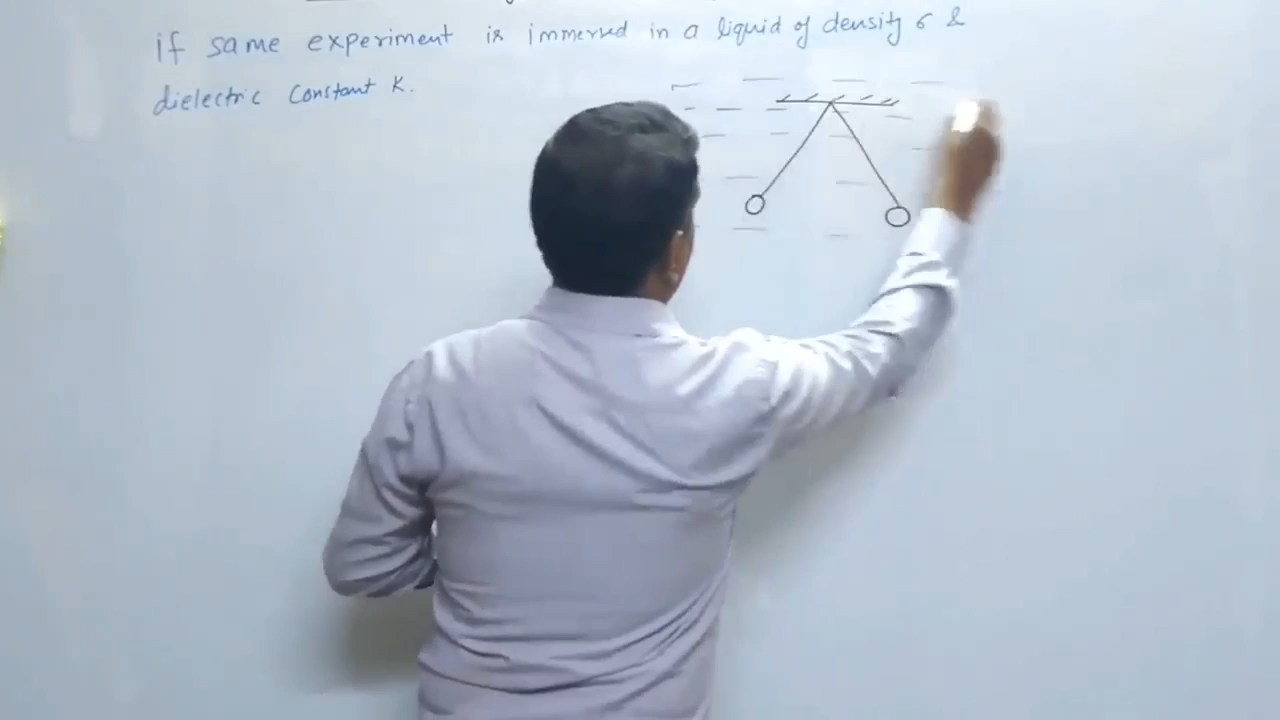 if same experiment is immersed in a liquid of density σ &
dielectric constant K.